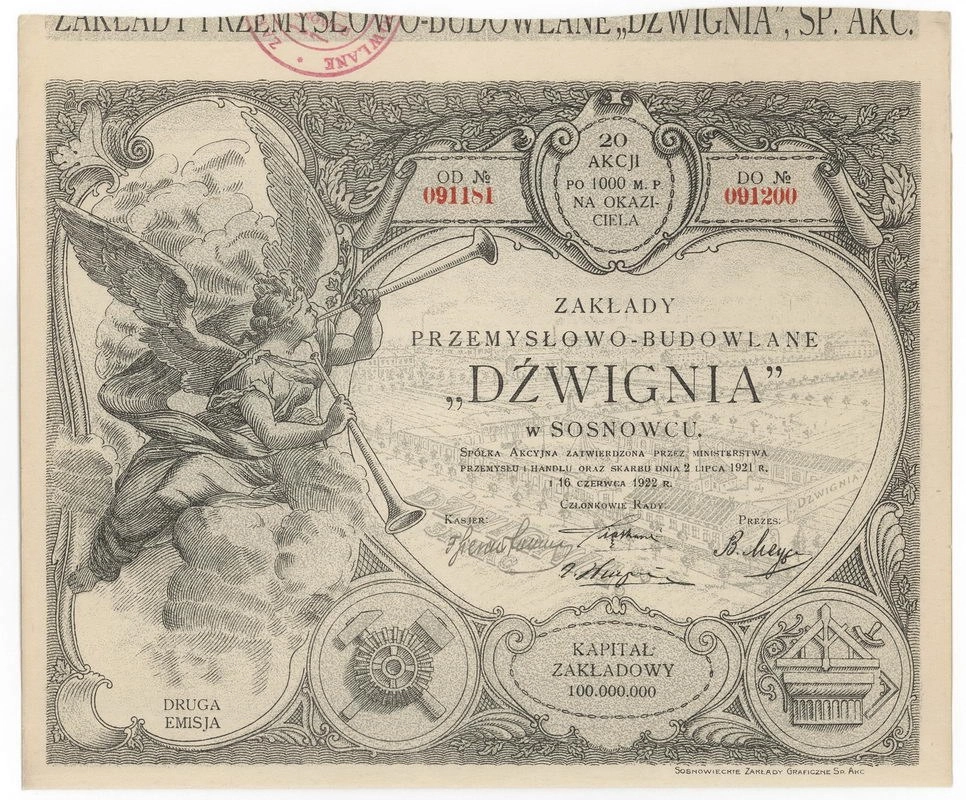 ZAKŁADY PRZEMYSŁOWO-BUDOWLANE „DŹWIGNIA”, SP. AKC.
20
AKCJI
PO 1000 M. P
NA OKAZI-
CIELA
OD №
091181
DO №
091200
ZAKŁADY
PRZEMYSŁOWO-BUDOWLANE
„DŹWIGNIA”
W SOSNOWCU.
SPÓŁKA AKCYJNA ZATWIERDZONA PRZEZ MINISTERSTWA
PRZEMYSŁU I HANDLU ORAZ SKARBU DNIA 2 LIPCA 1921 R.
I 16 CZERWCA 1922 R.
CZŁONKOWIE RADY:
KASJER:
PREZES:
DŹWIGNIA
KAPITAŁ
ZAKŁADOWY
100.000.000
DRUGA
EMISJA
SOSNOWIECKIE ZAKŁADY GRAFICZNE SP. AKC